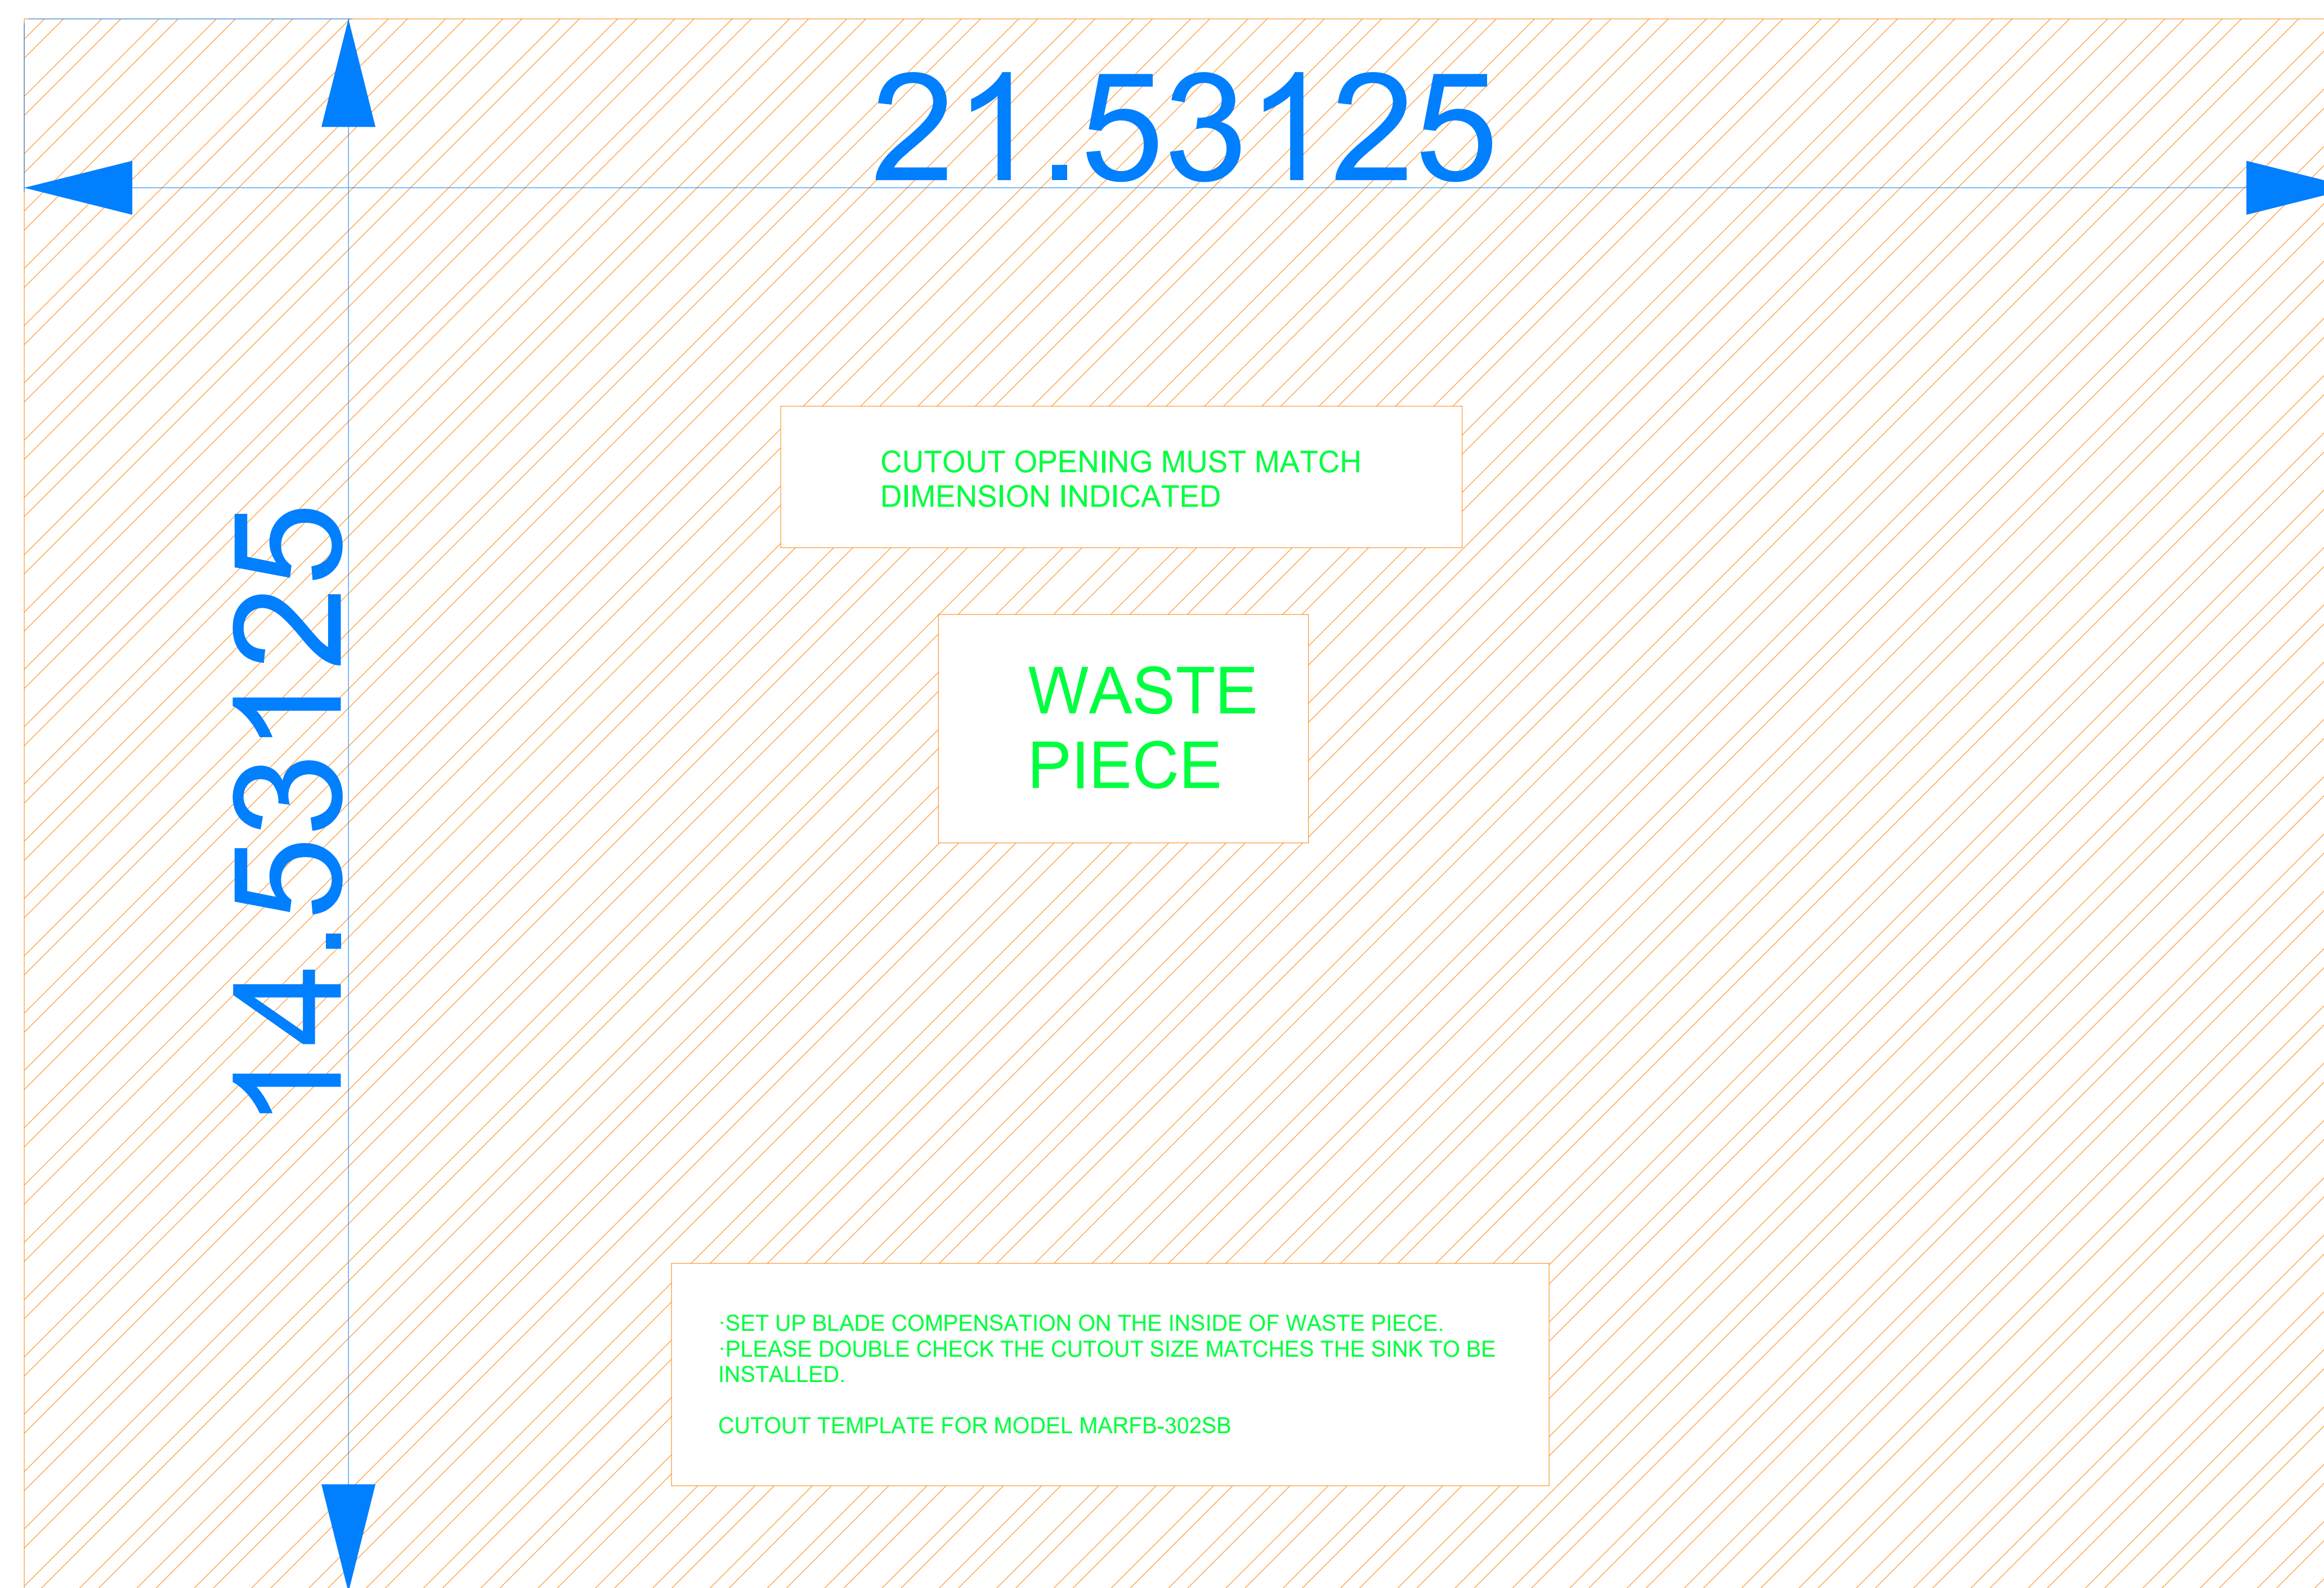 21.53125
CUTOUT OPENING MUST MATCH
DIMENSION INDICATED
14.53125
WASTE
PIECE
·SET UP BLADE COMPENSATION ON THE INSIDE OF WASTE PIECE.
·PLEASE DOUBLE CHECK THE CUTOUT SIZE MATCHES THE SINK TO BE
INSTALLED.
CUTOUT TEMPLATE FOR MODEL MARFB-302SB